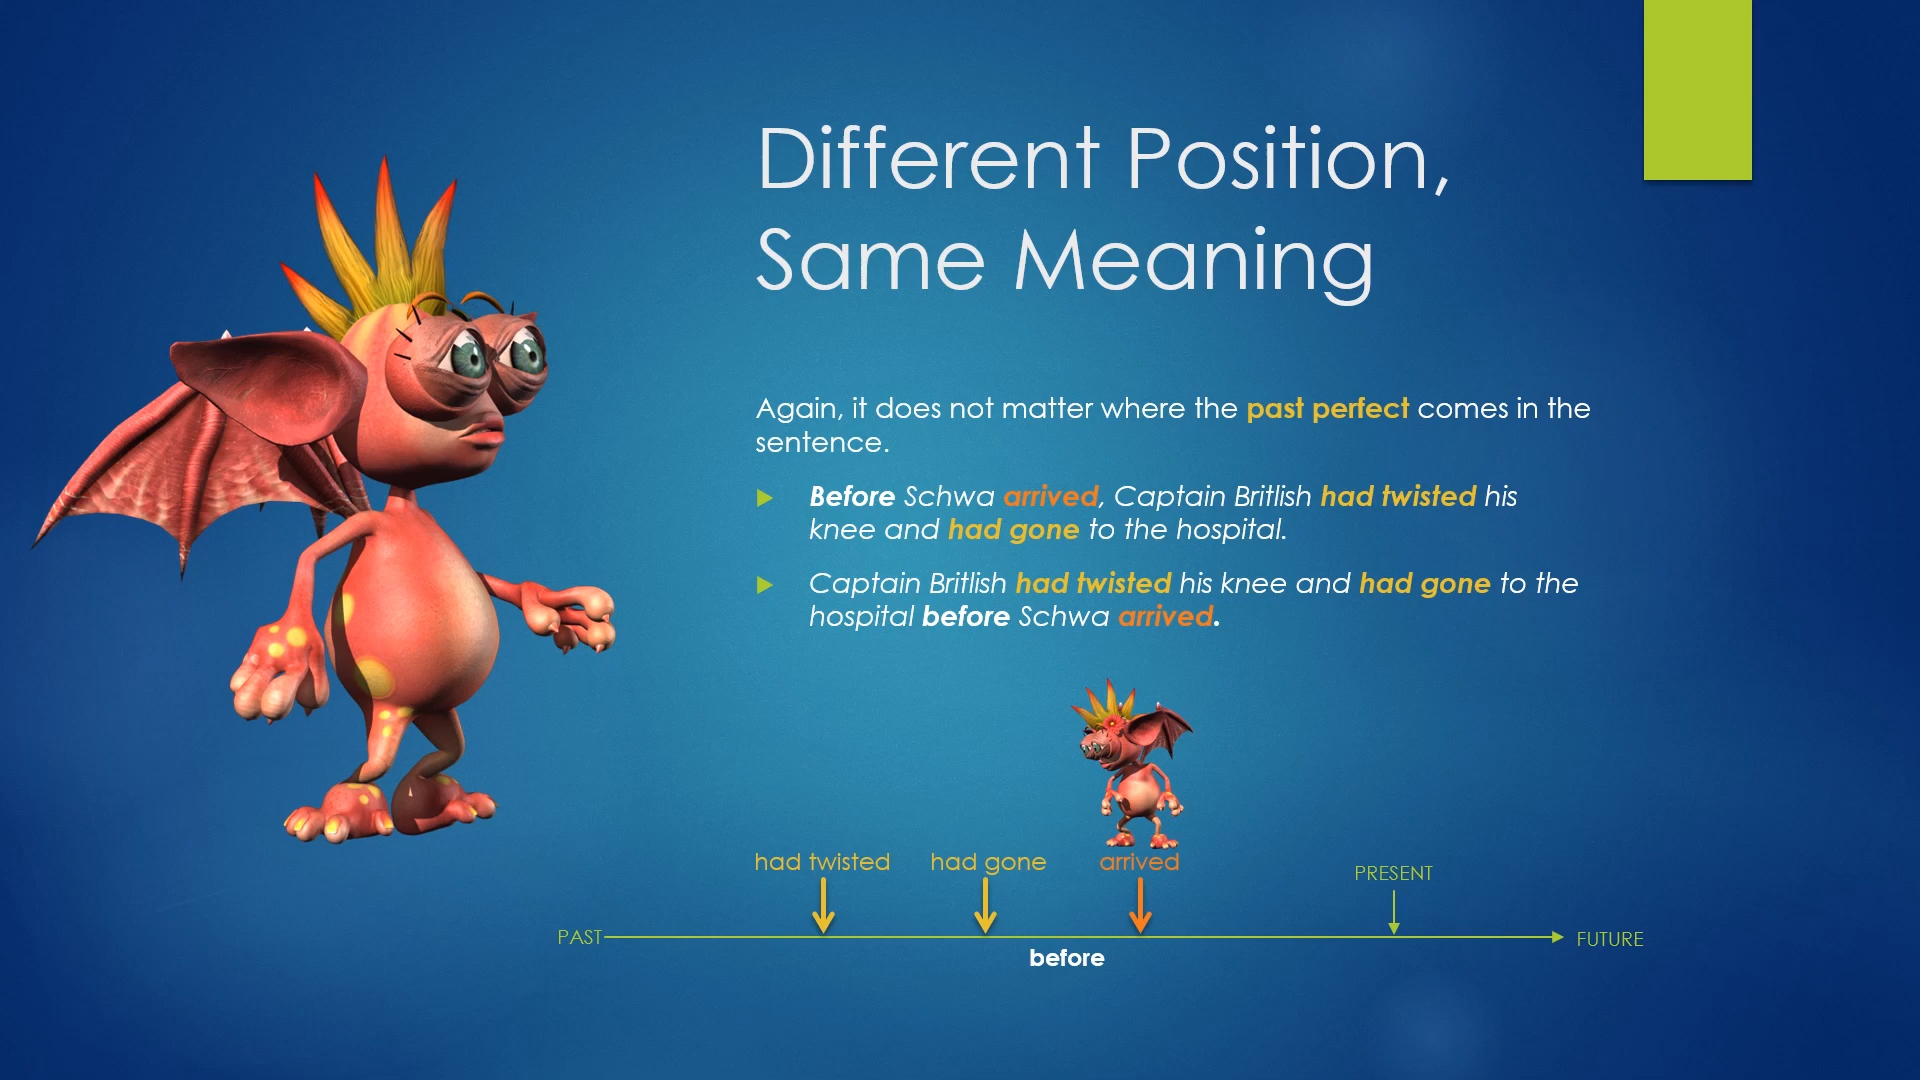 Different Position,
Same Meaning
Again, it does not matter where the past perfect comes in the
sentence.
Before Schwa arrived, Captain Britlish had twisted his
knee and had gone to the hospital.
Captain Britlish had twisted his knee and had gone to the
hospital before Schwa arrived.
had twisted had gone arrived
PRESENT
PAST FUTURE
before